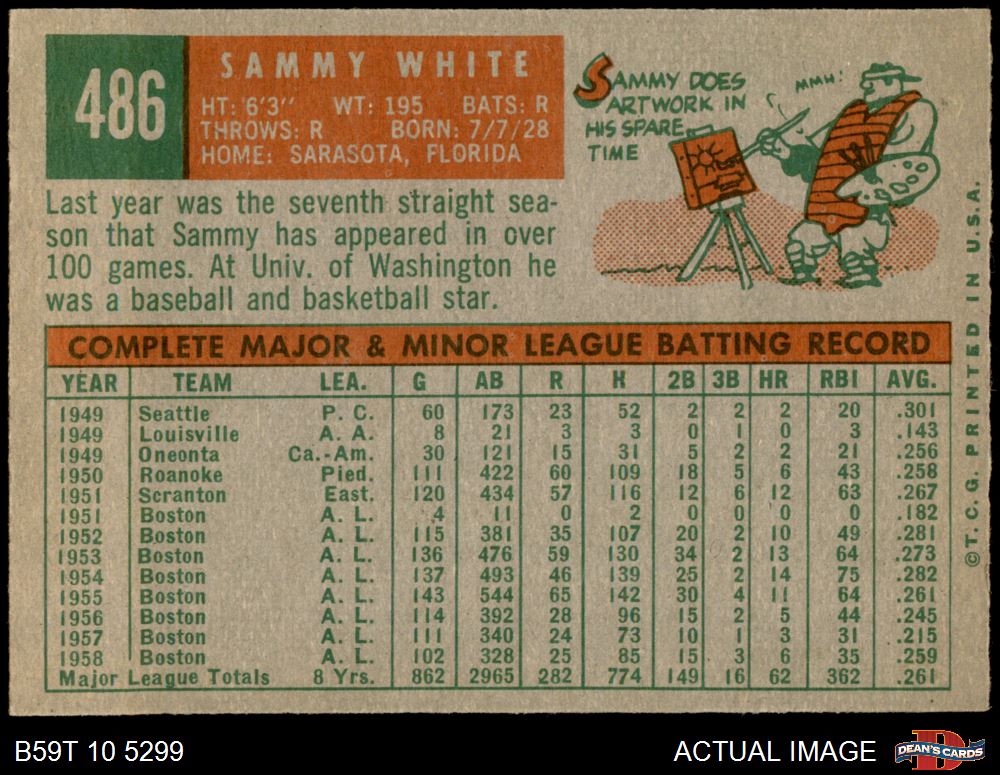 486
SAMMY WHITE
HT: 6'3" WT: 195 BATS: R
THROWS: R BORN: 7/7/28
HOME: SARASOTA, FLORIDA
SAMMY DOES
ARTWORK IN
HIS SPARE
TIME
MMH!
Last year was the seventh straight sea-
son that Sammy has appeared in over
100 games. At Univ. of Washington he
was a baseball and basketball star.
COMPLETE MAJOR & MINOR LEAGUE BATTING RECORD
YEAR TEAM LEA. G AB R H 2B 3B HR RBI AVG.
1949 Seattle P. C. 60 173 23 52 2 2 2 20 .301
1949 Louisville A. A. 8 21 3 3 0 1 0 3 .143
1949 Oneonta Ca.-Am. 30 121 15 31 5 2 2 21 .256
1950 Roanoke Pied. 111 422 60 109 18 5 6 43 .258
1951 Scranton East. 120 434 57 116 12 6 12 63 .267
1951 Boston A. L. 4 11 0 2 0 0 0 0 .182
1952 Boston A. L. 115 381 35 107 20 2 10 49 .281
1953 Boston A. L. 136 476 59 130 34 2 13 64 .273
1954 Boston A. L. 137 493 46 139 25 2 14 75 .282
1955 Boston A. L. 143 544 65 142 30 4 11 64 .261
1956 Boston A. L. 114 392 28 96 15 2 5 44 .245
1957 Boston A. L. 111 340 24 73 10 1 3 31 .215
1958 Boston A. L. 102 328 25 85 15 3 6 35 .259
Major League Totals 8 Yrs. 862 2965 282 774 149 16 62 362 .261
©T. C. G. PRINTED IN U.S.A.
B59T 10 5299
ACTUAL IMAGE
D
DEAN'S CARDS